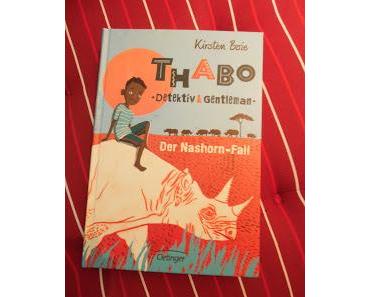 Kirsten Boie
THABO
-Detektiv & Gentleman-
Der Nashorn-Fall
Oetinger